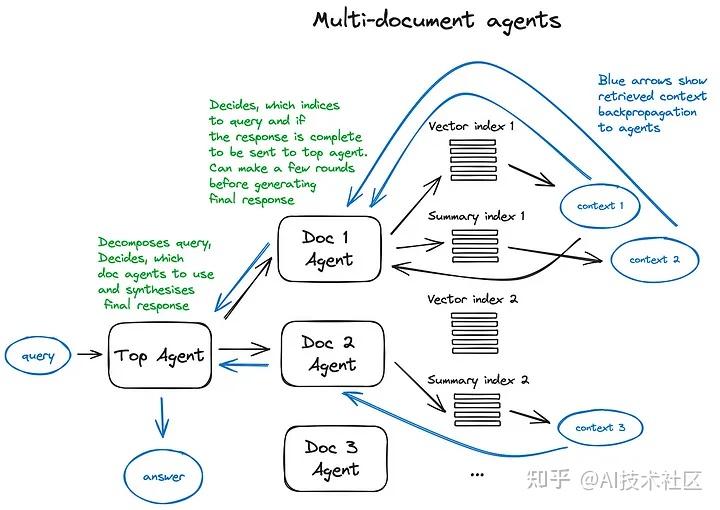 Multi-document agents
Blue arrows show
retrieved context
backpropagation
to agents
Decides, which indices
to query and if
the response is complete
to be sent to top agent.
Can make a few rounds
before generating
final response
Vector index 1
context 1
Summary index 1
Doc 1
Agent
context 2
Decomposes query,
Decides, which
doc agents to use
and synthesises
final response
Vector index 2
query
Top Agent
Doc 2
Agent
Summary index 2
context 3
Doc 3
Agent
answer
...
知乎 @AI技术社区